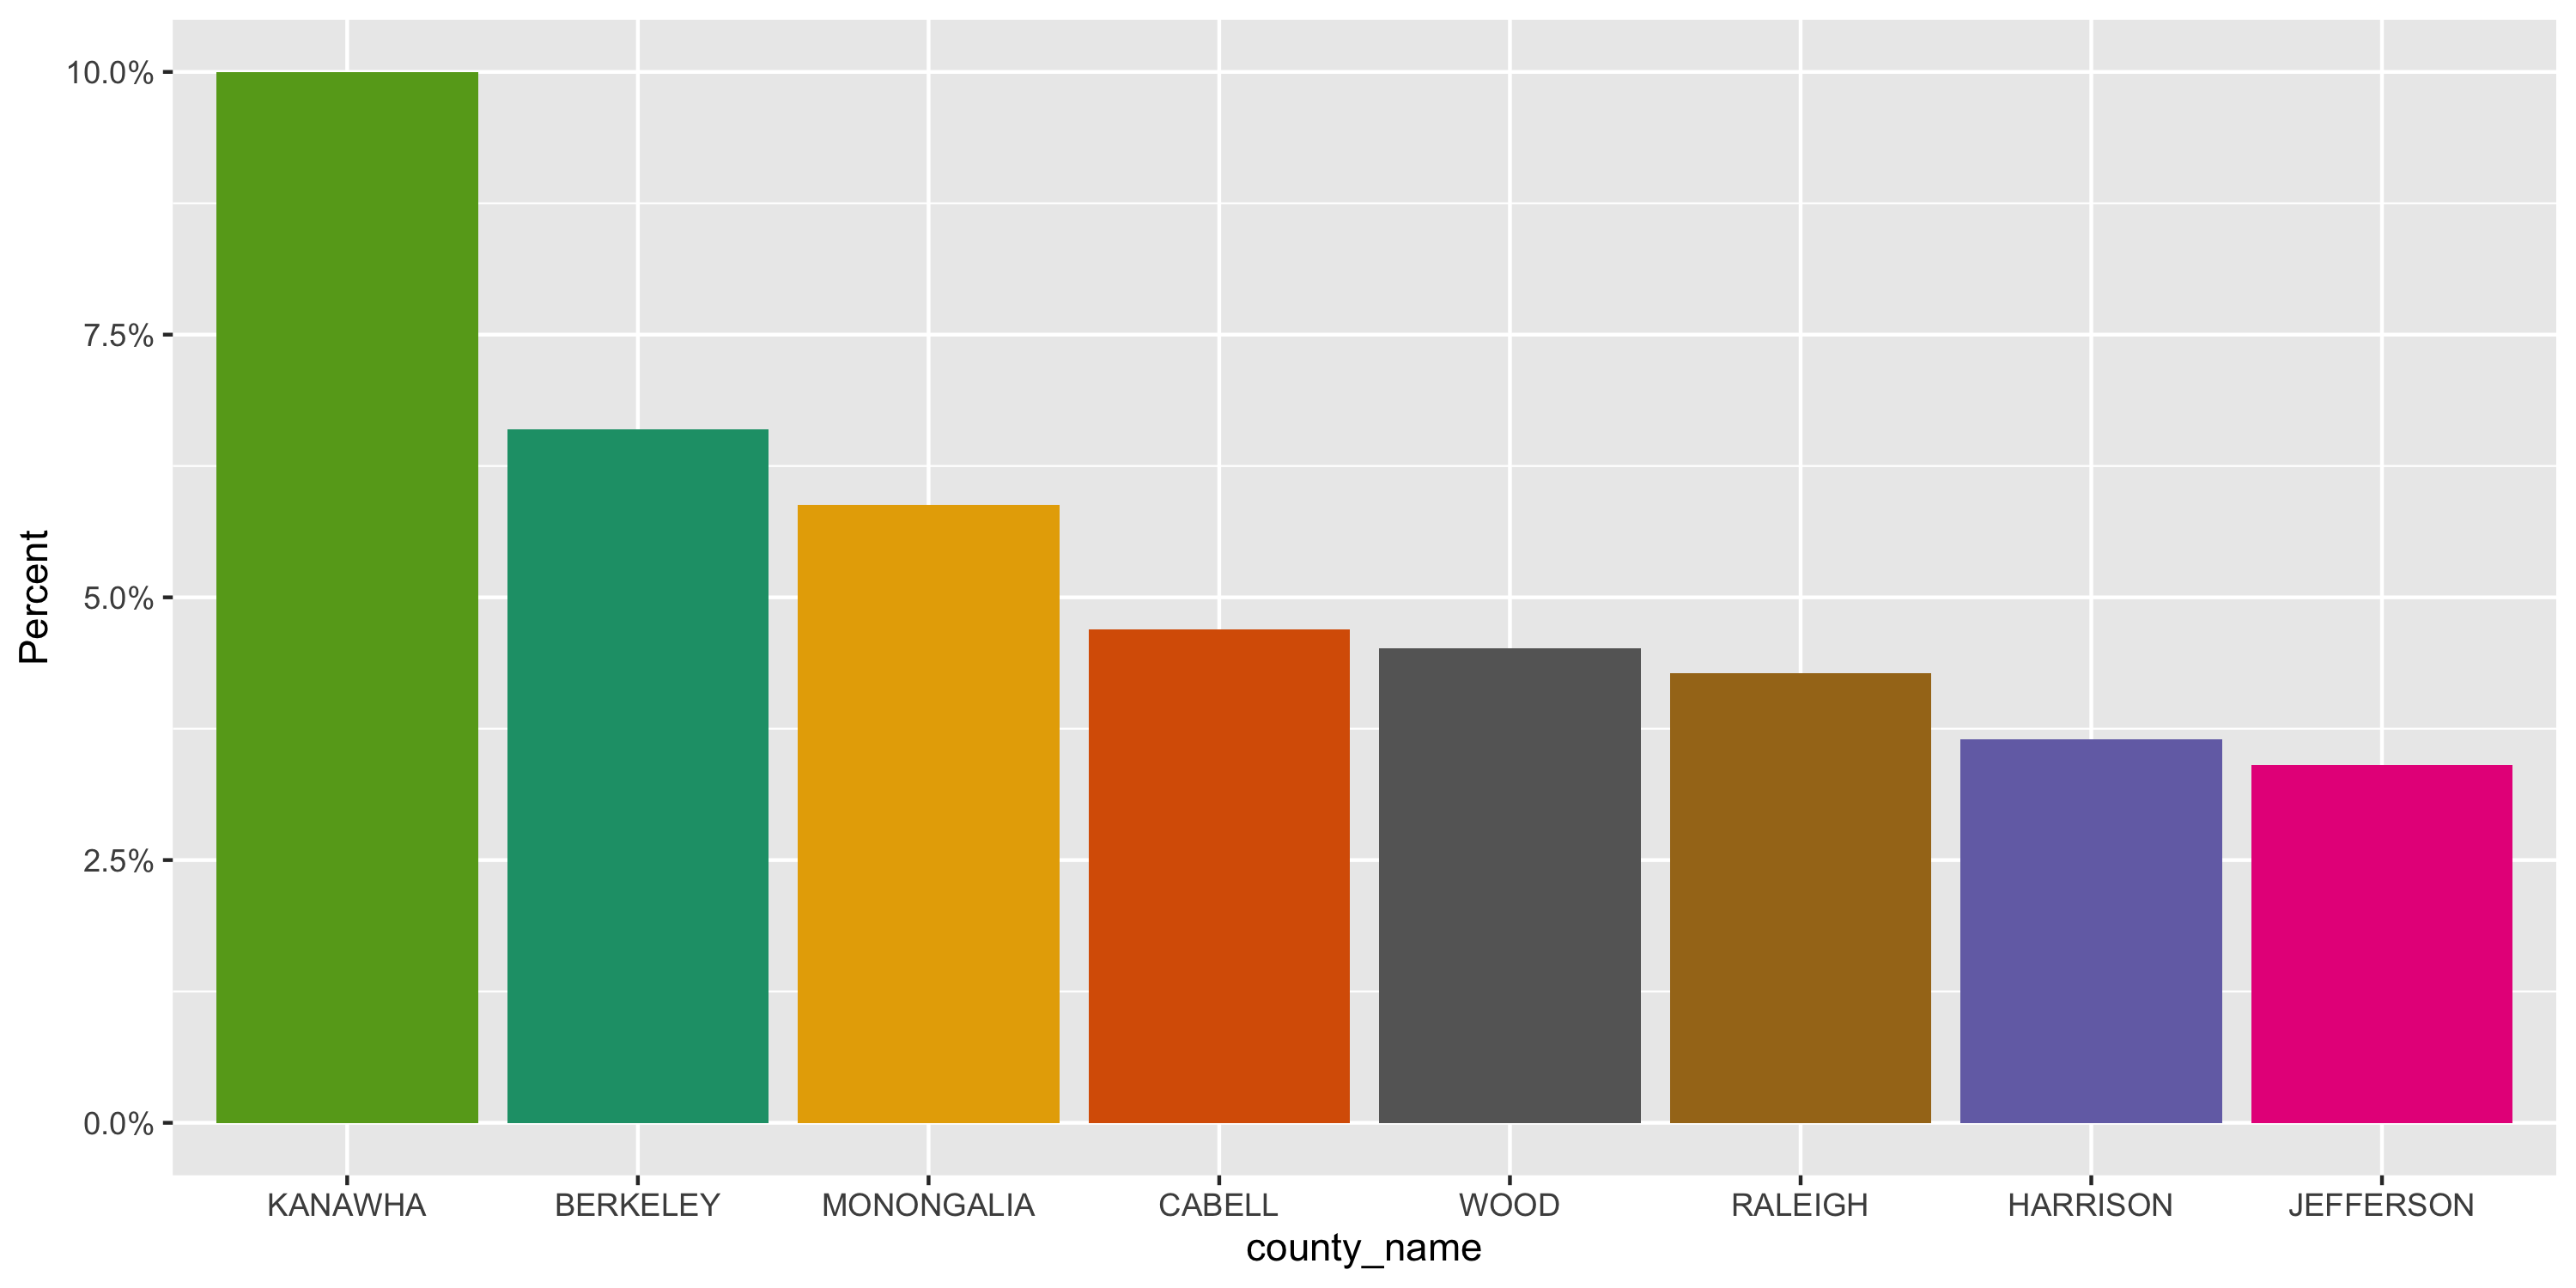 Percent
10.0%
7.5%
5.0%
2.5%
0.0%
KANAWHA BERKELEY MONONGALIA CABELL WOOD RALEIGH HARRISON JEFFERSON
county_name